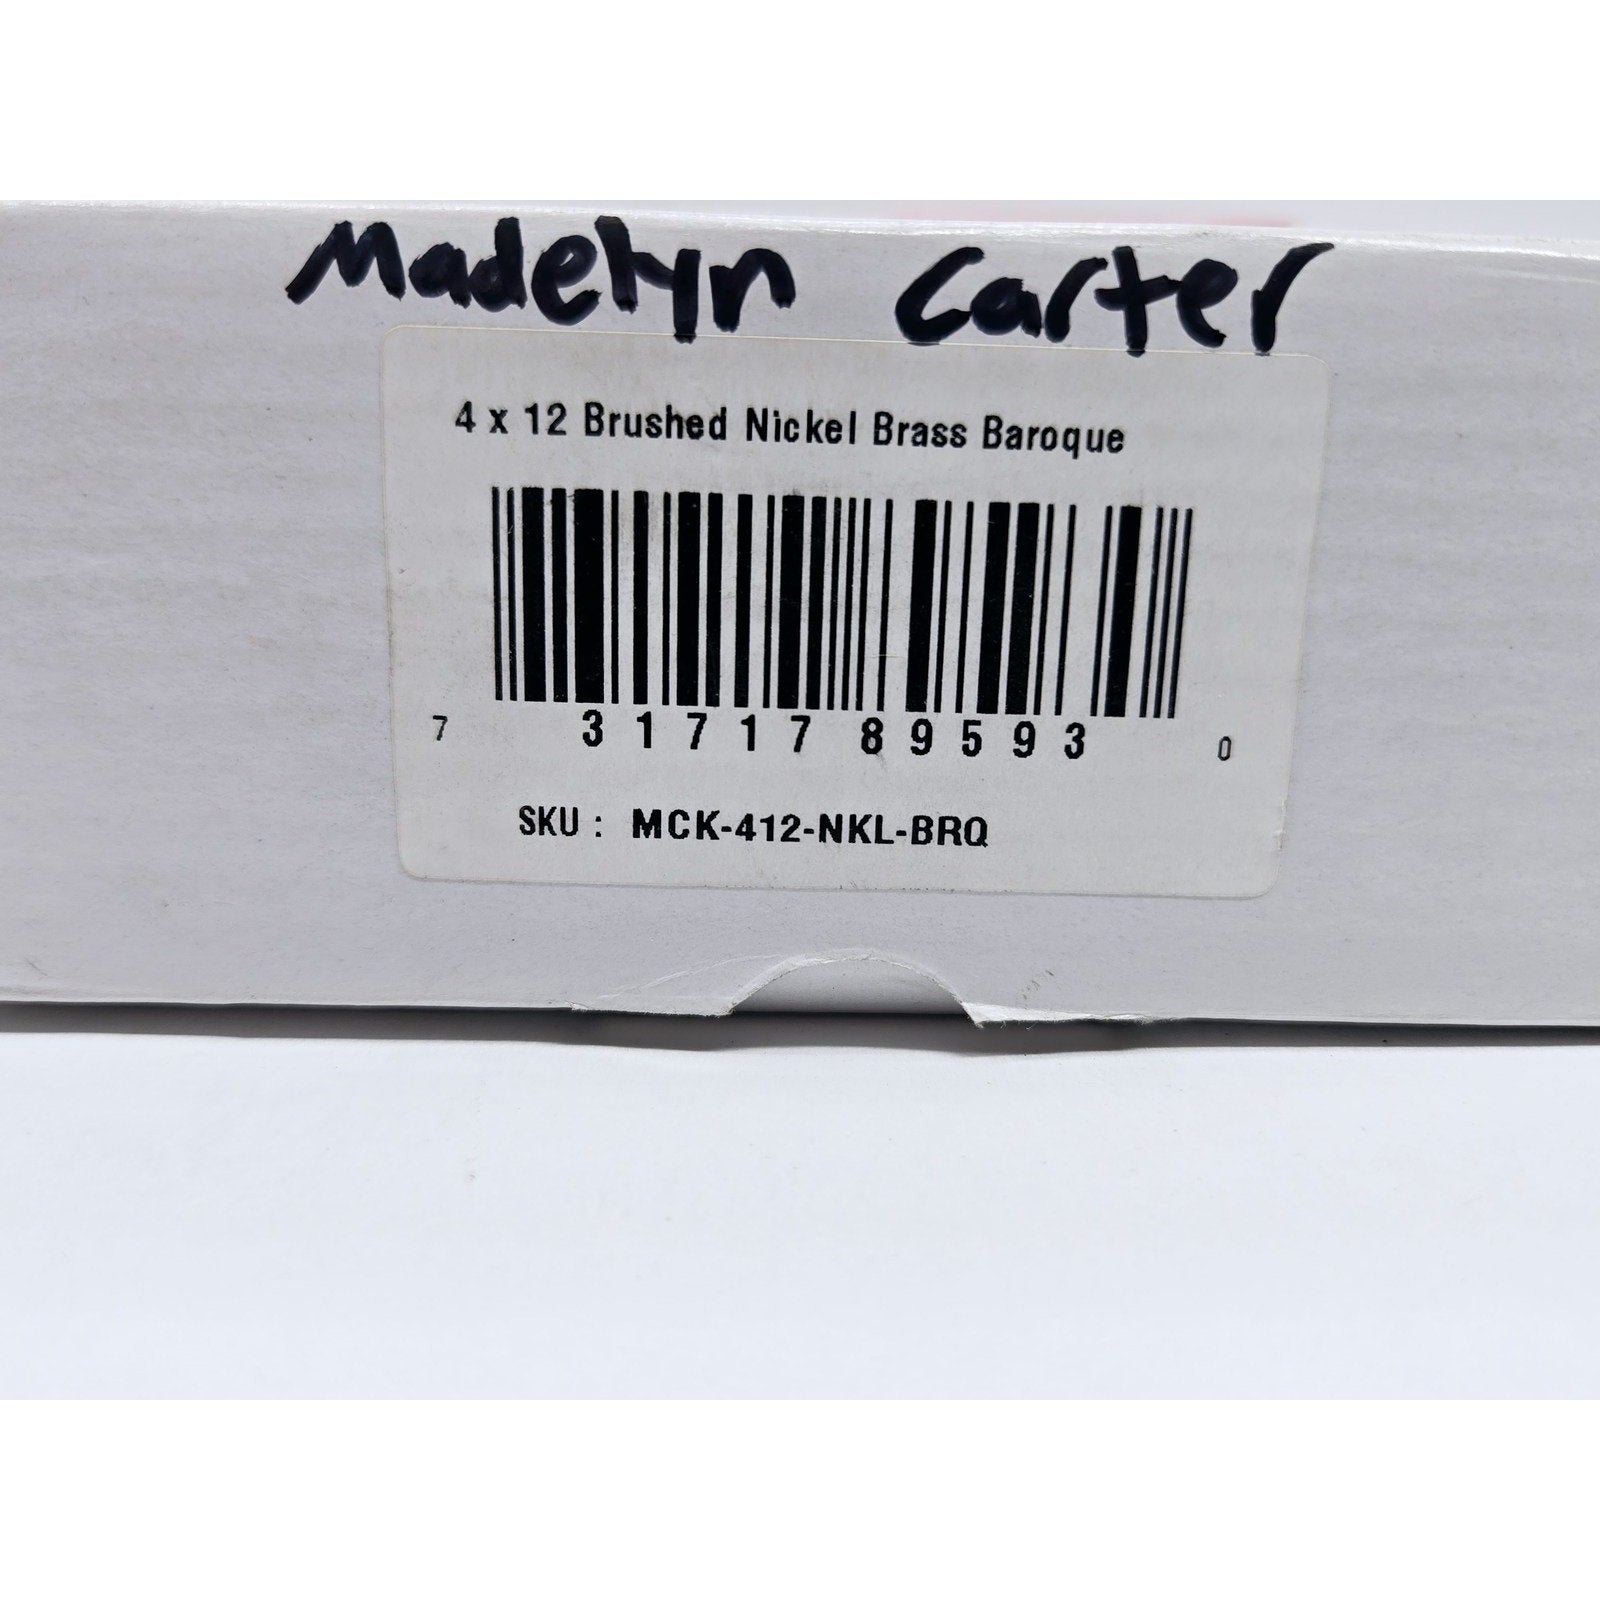 Madelyn Carter
4 x 12 Brushed Nickel Brass Baroque
7 31717 89593 0
SKU : MCK-412-NKL-BRQ